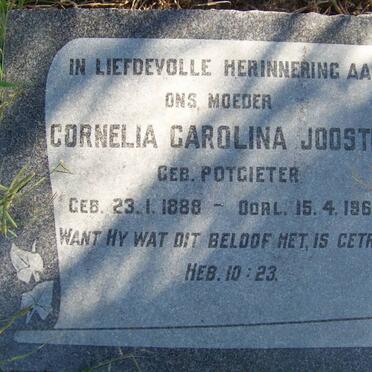 IN LIEFDEVOLLE HERINNERING AA
ONS MOEDER
CORNELIA CAROLINA JOOST
GEB. POTGIETER
GEB. 23.1.1888 - OORL. 15.4.196
WANT HY WAT DIT BELOOF HET, IS GETR
HEB. 10:23.